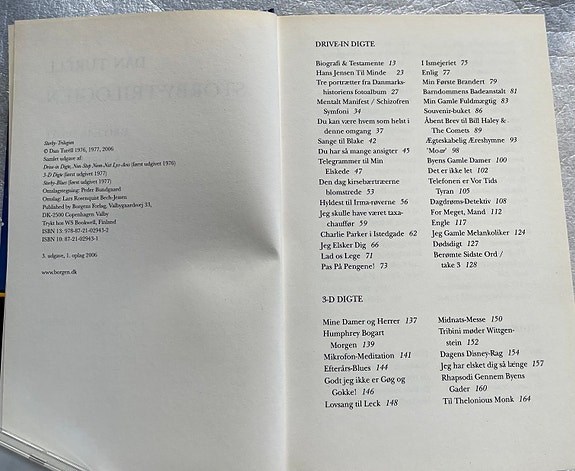 Storby-Trilogien
© Dan Turèll 1976, 1977, 2006
Samlet udgave af:
Drive-in Digte, Non-Stop Neon-Nat Lys-Avis (først udgivet 1976)
3-D Digte (først udgivet 1977)
Storby-Blues (først udgivet 1977)
Omslagstegning: Peder Bundgaard
Omslag: Lars Rosenquist Bech-Jessen
Published by Borgens Forlag, Valbygaardsvej 33,
DK-2500 Copenhagen Valby
Trykt hos WS Bookwell, Finland
ISBN 13: 978-87-21-02943-2
ISBN 10: 87-21-02943-1
3. udgave, 1. oplag 2006.
www.borgen.dk
DRIVE-IN DIGTE
Biografi & Testamente 13
Hans Jensen Til Minde 23
Tre portrætter fra Danmarks-
historiens fotoalbum 27
Mentalt Manifest / Schizofren
Symfoni 34
Du kan være hvem som helst i
denne omgang 37
Sange til Blake 42
Du har så mange ansigter 45
Telegrammer til Min
Elskede 47
Den dag kirsebærtræerne
blomstrede 53
Hyldest til Irma-røverne 56
Jeg skulle have været taxa-
chauffør 59
Charlie Parker i Istedgade 62
Jeg Elsker Dig 66
Lad os Lege 71
Pas På Pengene! 73
I Ismejeriet 75
Enlig 77
Min Første Brandert 79
Barndommens Badeanstalt 81
Min Gamle Fuldmægtig 83
Souvenir-buket 86
Åbent Brev til Bill Haley &
The Comets 89
Ægteskabelig Æreshymne 93
'Mo'er' 98
Byens Gamle Damer 100
Det er ikke let 102
Telefonen er Vor Tids
Tyran 105
Dagdrøms-Detektiv 108
For Meget, Mand 112
Engle 117
Jeg Gamle Melankoliker 124
Dødsdigt 127
Berømte Sidste Ord /
take 3 128
3-D DIGTE
Mine Damer og Herrer 137
Humphrey Bogart
Morgen 139
Mikrofon-Meditation 141
Efterårs-Blues 144
Godt jeg ikke er Gøg og
Gokke! 146
Lovsang til Leck 148
Midnats-Messe 150
Tribini møder Wittgen-
stein 152
Dagens Disney-Rag 154
Jeg har elsket dig så længe 157
Rhapsodi Gennem Byens
Gader 160
Til Thelonious Monk 164